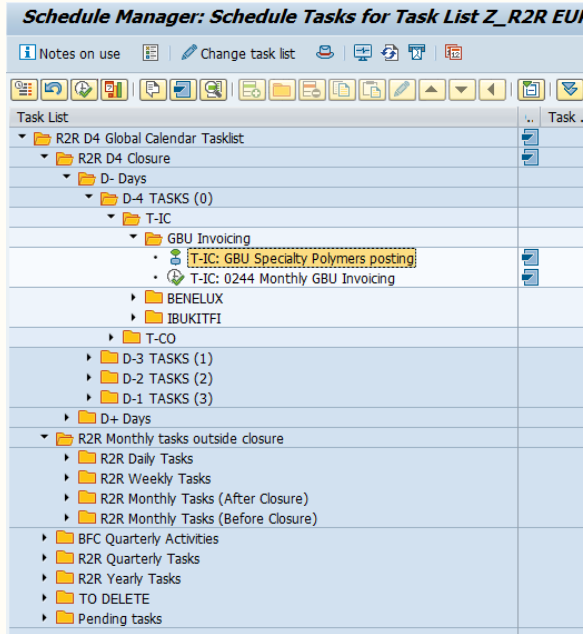 Schedule Manager: Schedule Tasks for Task List Z_R2R
Notes on use Change task list
Task List Task .
R2R D4 Global Calendar Tasklist
R2R D4 Closure
D- Days
D-4 TASKS (0)
T-IC
GBU Invoicing
T-IC: GBU Specialty Polymers posting
T-IC: 0244 Monthly GBU Invoicing
BENELUX
IBUKITFI
T-CO
D-3 TASKS (1)
D-2 TASKS (2)
D-1 TASKS (3)
D+ Days
R2R Monthly tasks outside closure
R2R Daily Tasks
R2R Weekly Tasks
R2R Monthly Tasks (After Closure)
R2R Monthly Tasks (Before Closure)
BFC Quarterly Activities
R2R Quarterly Tasks
R2R Yearly Tasks
TO DELETE
Pending tasks